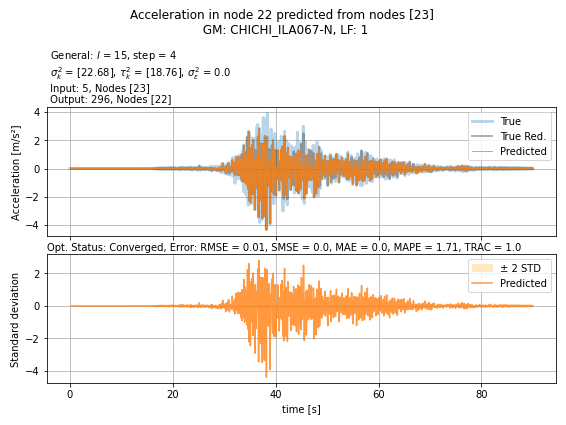 Acceleration in node 22 predicted from nodes [23]
GM: CHICHI_ILA067-N, LF: 1
General: l = 15, step = 4
σ²ₖ = [22.68], τ²ₖ = [18.76], σ²ε = 0.0
Input: 5, Nodes [23]
Output: 296, Nodes [22]
Acceleration [m/s²]
4
2
0
−2
−4
True
True Red.
Predicted
Opt. Status: Converged, Error: RMSE = 0.01, SMSE = 0.0, MAE = 0.0, MAPE = 1.71, TRAC = 1.0
Standard deviation
2
0
−2
−4
± 2 STD
Predicted
0 20 40 60 80
time [s]